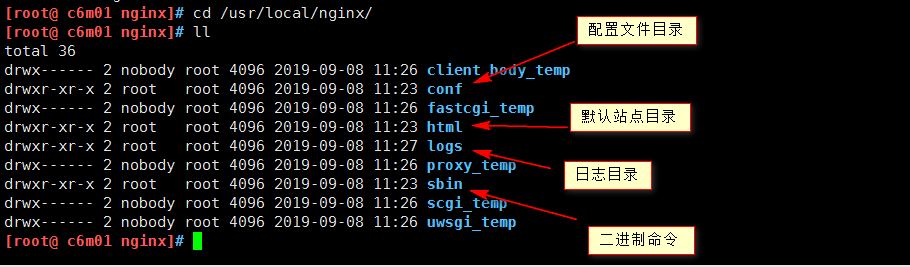 [root@ c6m01 nginx]# cd /usr/local/nginx/
[root@ c6m01 nginx]# ll
total 36
drwx------ 2 nobody root 4096 2019-09-08 11:26 client_body_temp
drwxr-xr-x 2 root   root 4096 2019-09-08 11:23 conf
drwx------ 2 nobody root 4096 2019-09-08 11:26 fastcgi_temp
drwxr-xr-x 2 root   root 4096 2019-09-08 11:23 html
drwxr-xr-x 2 root   root 4096 2019-09-08 11:27 logs
drwx------ 2 nobody root 4096 2019-09-08 11:26 proxy_temp
drwxr-xr-x 2 root   root 4096 2019-09-08 11:23 sbin
drwx------ 2 nobody root 4096 2019-09-08 11:26 scgi_temp
drwx------ 2 nobody root 4096 2019-09-08 11:26 uwsgi_temp
[root@ c6m01 nginx]#
配置文件目录
默认站点目录
日志目录
二进制命令